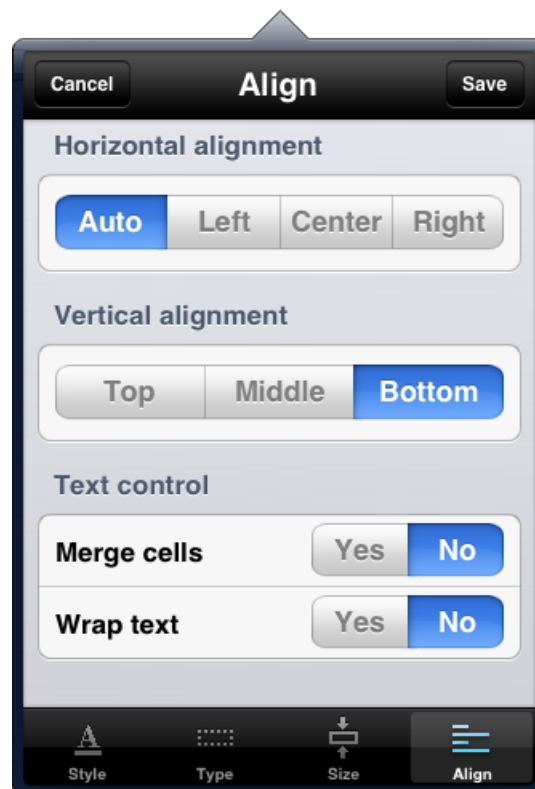 Cancel Align Save
Horizontal alignment
Auto Left Center Right
Vertical alignment
Top Middle Bottom
Text control
Merge cells Yes No
Wrap text Yes No
A
Style Type Size Align